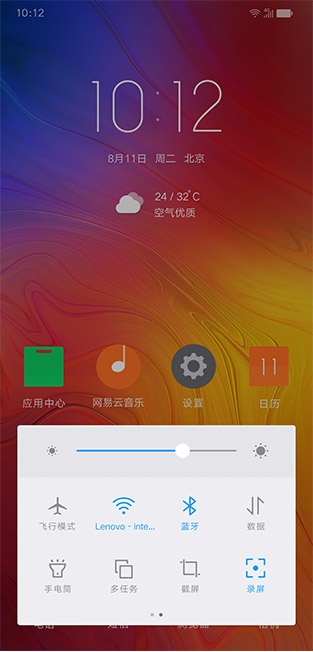 10:12
10:12
8月11日 周二 北京
24 / 32°C
空气优质
应用中心 网易云音乐 设置 日历
11
飞行模式 Lenovo - inte... 蓝牙 数据
手电筒 多任务 截屏 录屏
电话 短信 浏览器 相机